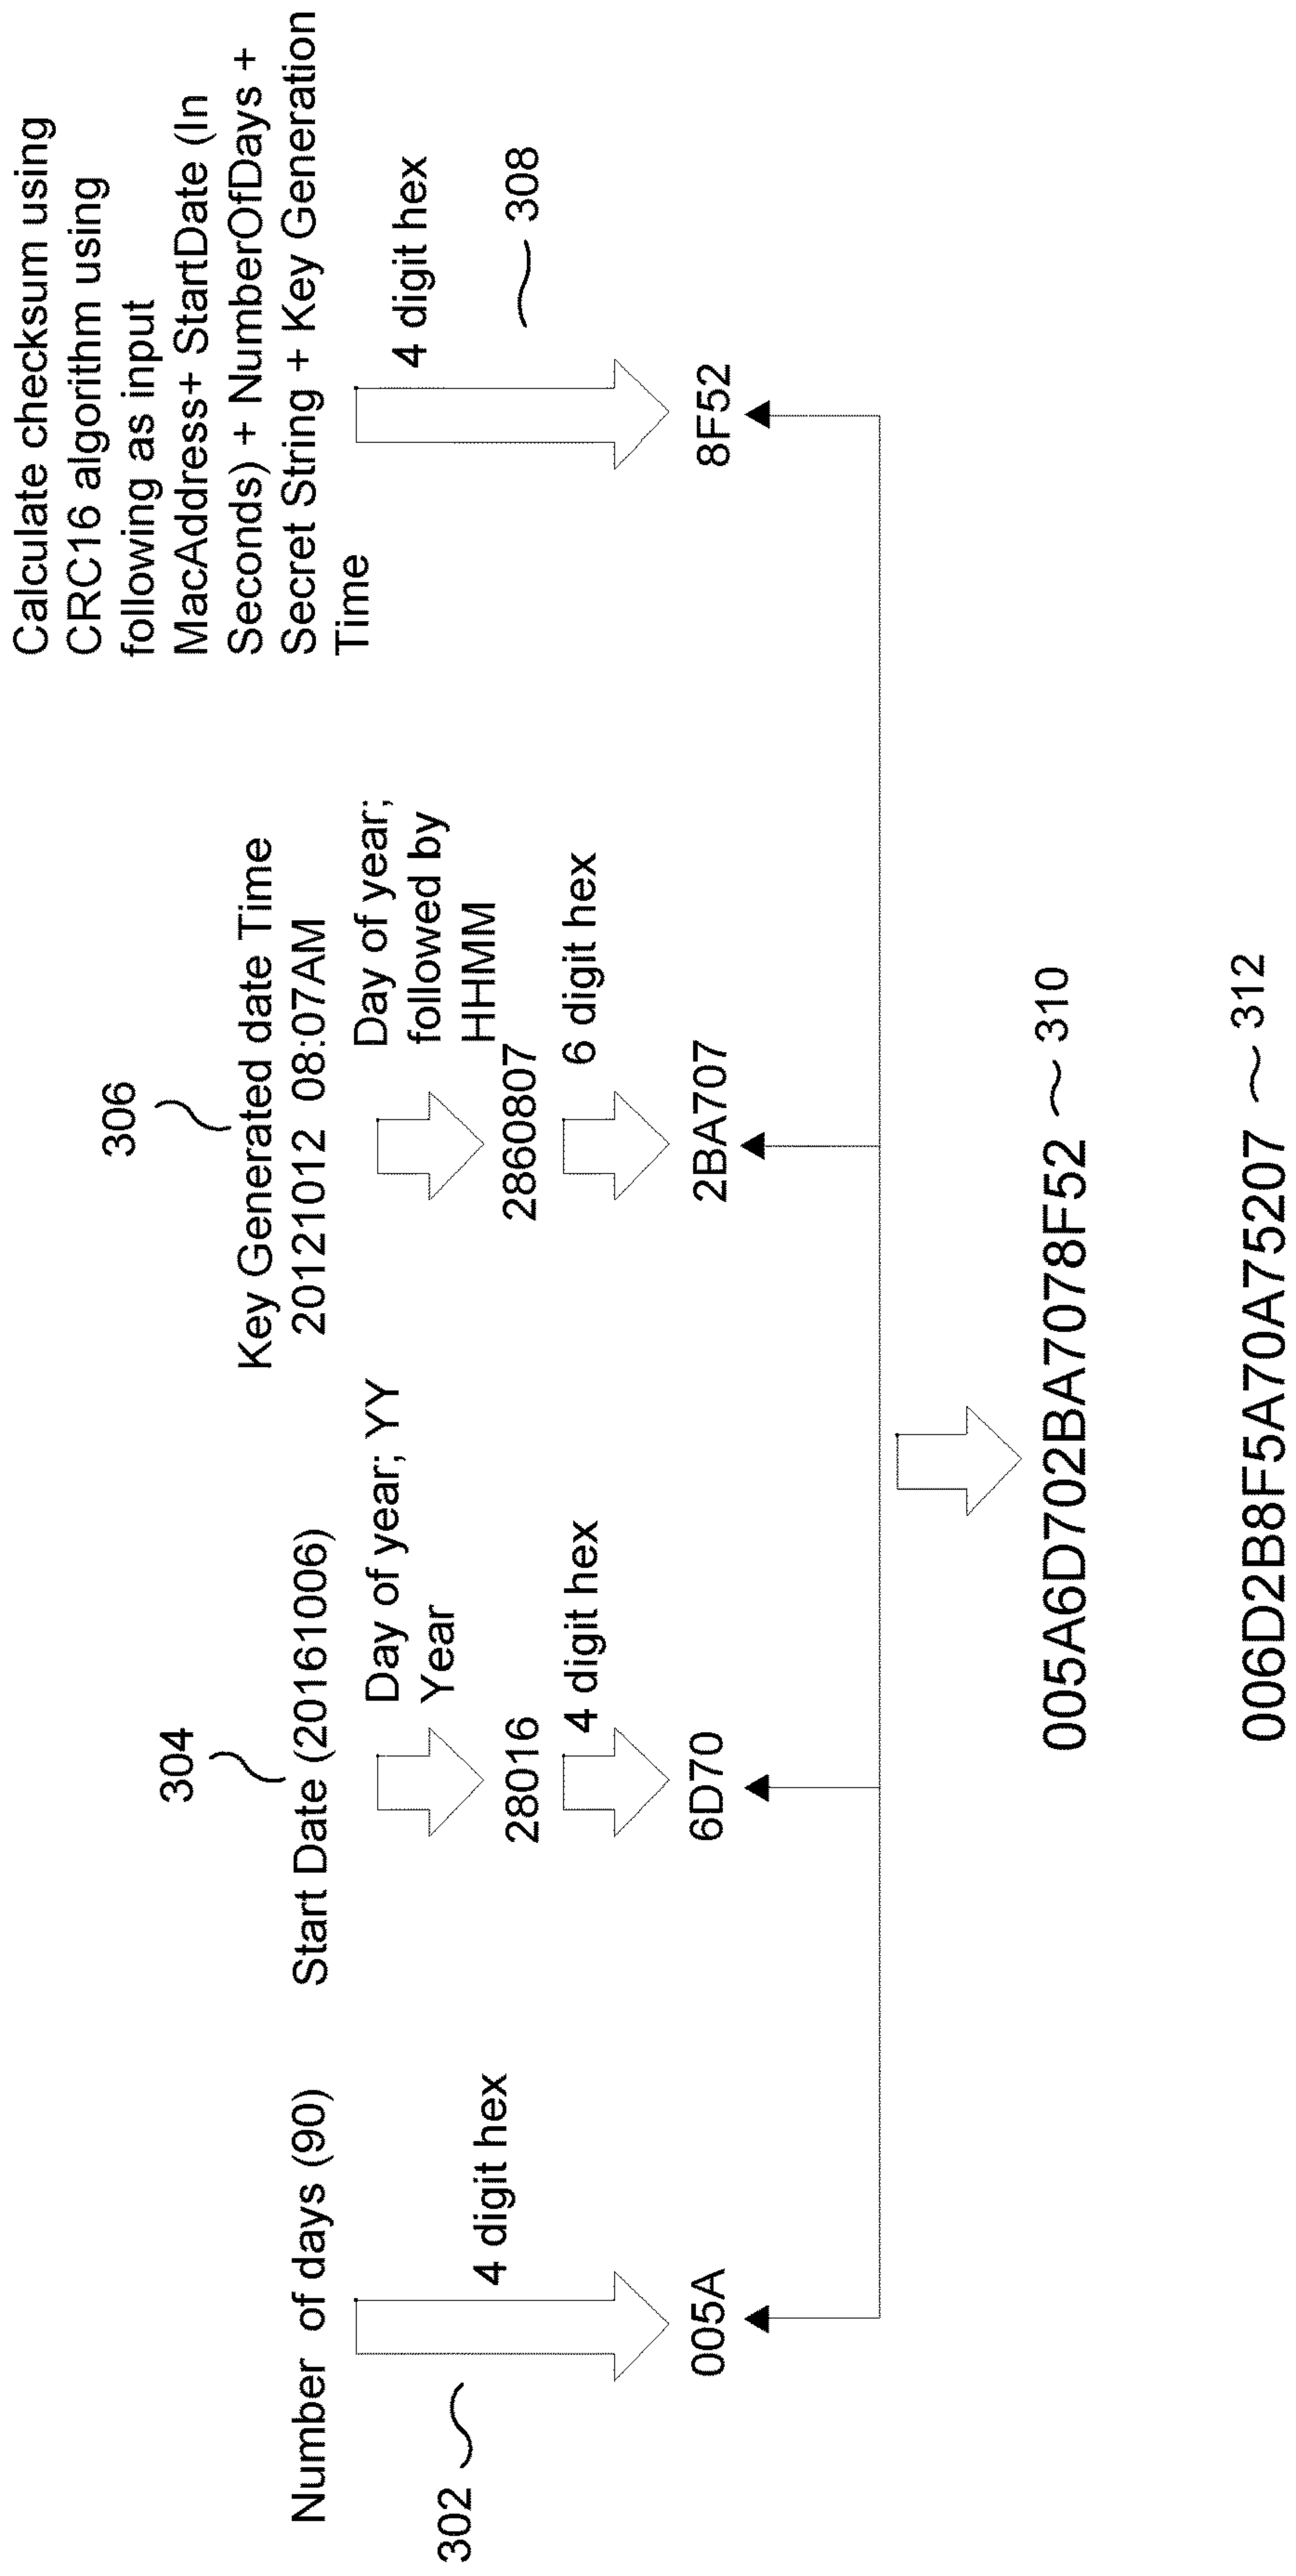 302
Number of days (90)
4 digit hex
005A
304
Start Date (20161006)
Day of year; YY
Year
28016
4 digit hex
6D70
306
Key Generated date Time
20121012 08:07AM
Day of year;
followed by
HHMM
2860807
6 digit hex
2BA707
Calculate checksum using
CRC16 algorithm using
following as input
MacAddress+ StartDate (In
Seconds) + NumberOfDays +
Secret String + Key Generation
Time
4 digit hex
308
8F52
005A6D702BA7078F52 310
006D2B8F5A70A75207 312